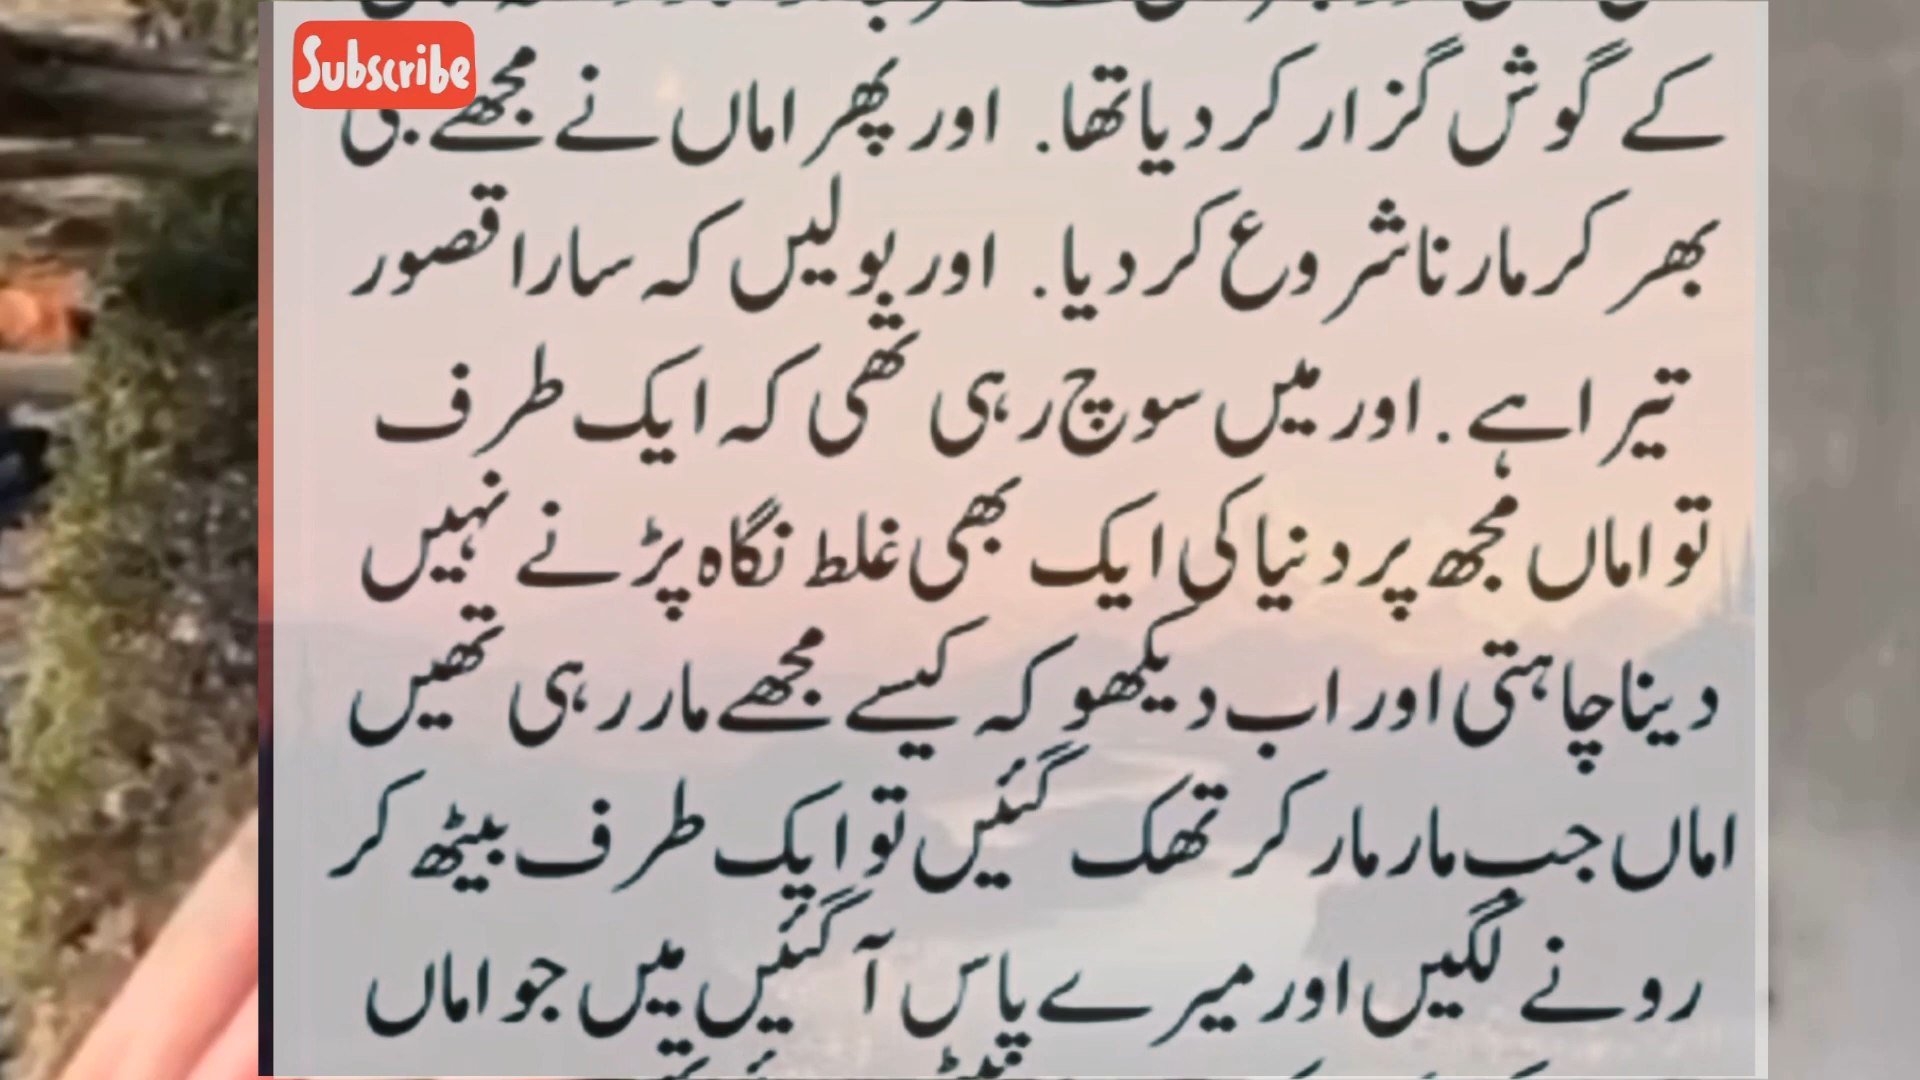 Subscribe
کے گوش گزار کر دیا تھا. اور پھر اماں نے مجھے جی
بھر کر مارنا شروع کر دیا. اور بولیں کہ سارا قصور
تیرا ہے. اور میں سوچ رہی تھی کہ ایک طرف
تو اماں مجھ پر دنیا کی ایک بھی غلط نگاہ پڑنے نہیں
دینا چاہتی اور اب دیکھو کہ کیسے مجھے مار رہی تھیں
اماں جب مار مار کر تھک گئیں تو ایک طرف بیٹھ کر
رونے لگیں اور میرے پاس آ گئیں میں جو اماں